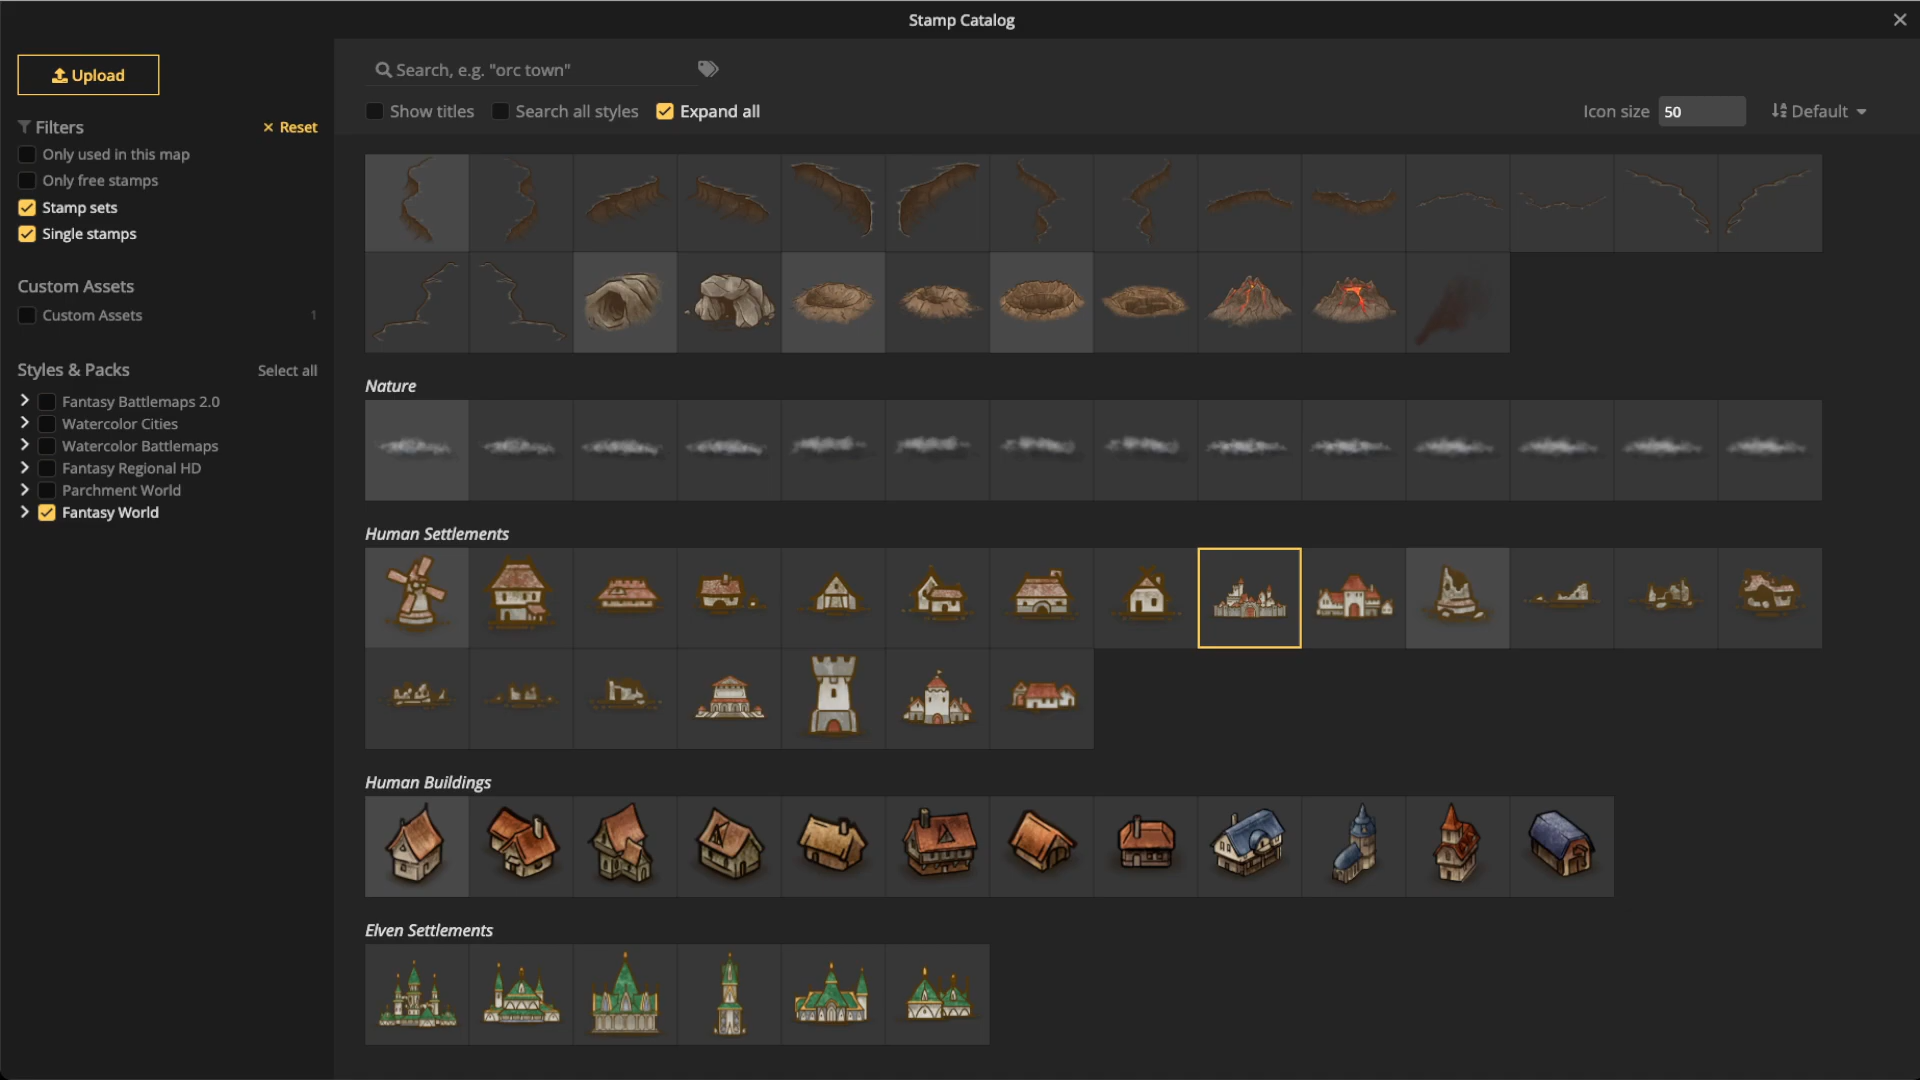 Stamp Catalog
Upload
Search, e.g. "orc town"
Show titles
Search all styles
Expand all
Icon size
50
Default
Filters
Reset
Only used in this map
Only free stamps
Stamp sets
Single stamps
Custom Assets
Custom Assets
1
Styles & Packs
Select all
Fantasy Battlemaps 2.0
Watercolor Cities
Watercolor Battlemaps
Fantasy Regional HD
Parchment World
Fantasy World
Nature
Human Settlements
Human Buildings
Elven Settlements